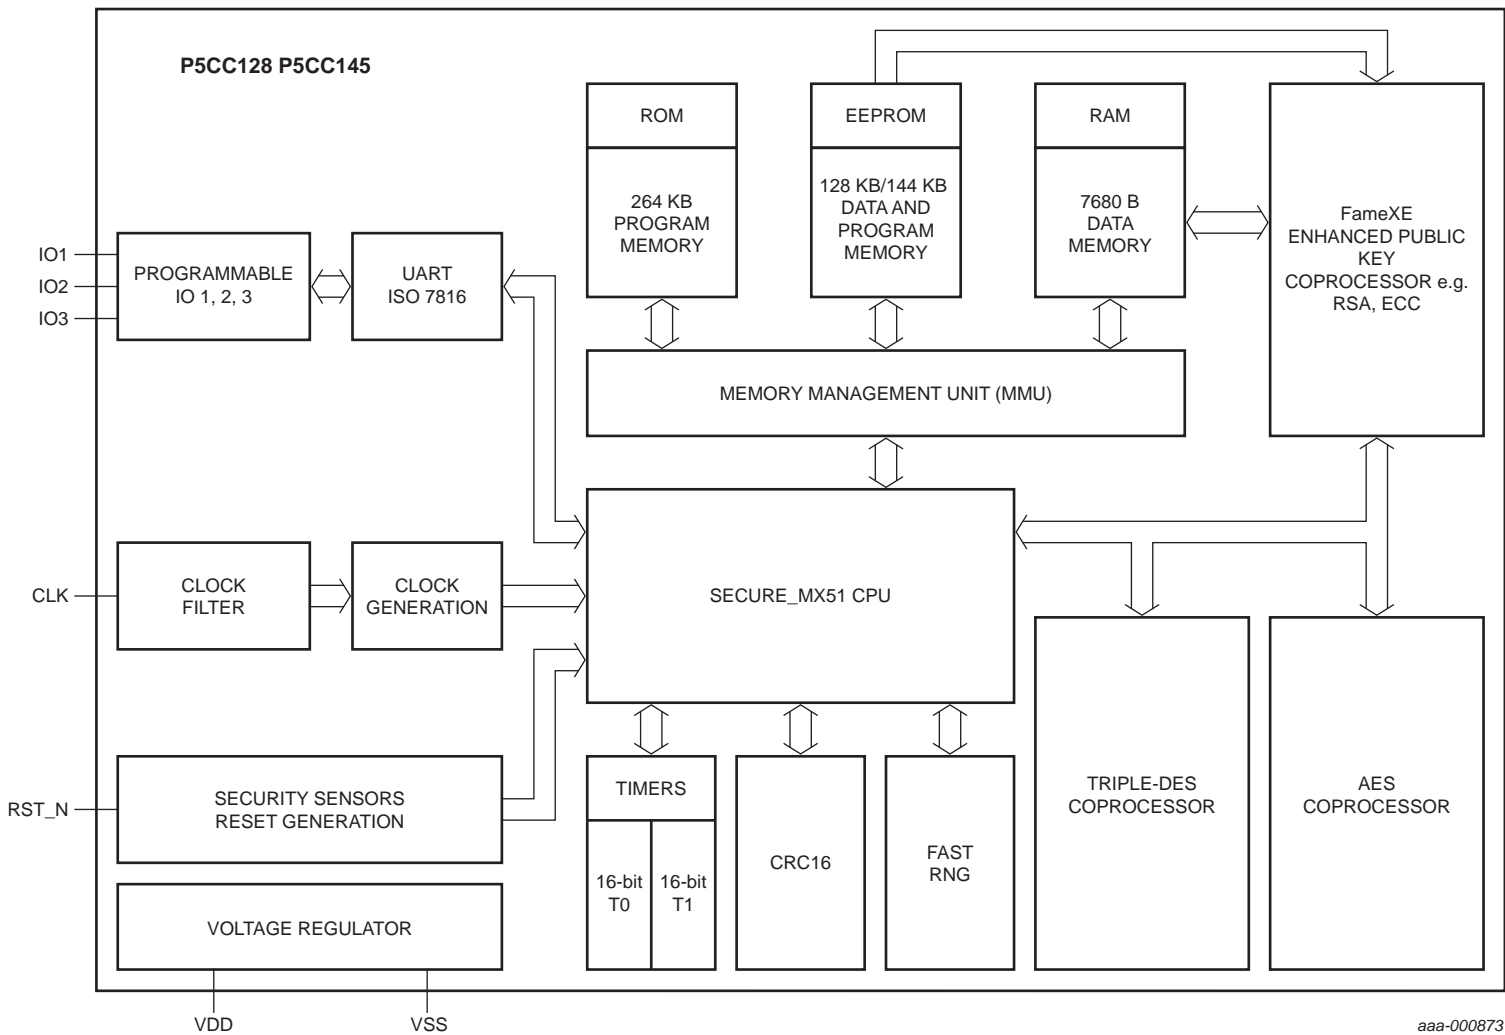 P5CC128 P5CC145
ROM
264 KB
PROGRAM
MEMORY
EEPROM
128 KB/144 KB
DATA AND
PROGRAM
MEMORY
RAM
7680 B
DATA
MEMORY
FameXE
ENHANCED PUBLIC
KEY
COPROCESSOR e.g.
RSA, ECC
IO1
IO2
IO3
PROGRAMMABLE
IO 1, 2, 3
UART
ISO 7816
MEMORY MANAGEMENT UNIT (MMU)
CLK
CLOCK
FILTER
CLOCK
GENERATION
SECURE_MX51 CPU
RST_N
SECURITY SENSORS
RESET GENERATION
TIMERS
16-bit
T0
16-bit
T1
CRC16
FAST
RNG
TRIPLE-DES
COPROCESSOR
AES
COPROCESSOR
VOLTAGE REGULATOR
VDD
VSS
aaa-000873